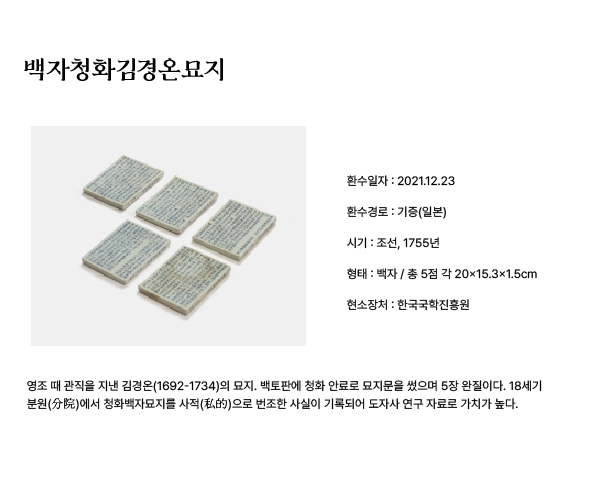 백자청화김경온묘지
환수일자 : 2021.12.23
환수경로 : 기증(일본)
시기 : 조선, 1755년
형태 : 백자 / 총 5점 각 20×15.3×1.5cm
현소장처 : 한국국학진흥원
영조 때 관직을 지낸 김경온(1692-1734)의 묘지. 백토판에 청화 안료로 묘지문을 썼으며 5장 완질이다. 18세기
분원(分院)에서 청화백자묘지를 사적(私的)으로 번조한 사실이 기록되어 도자사 연구 자료로 가치가 높다.